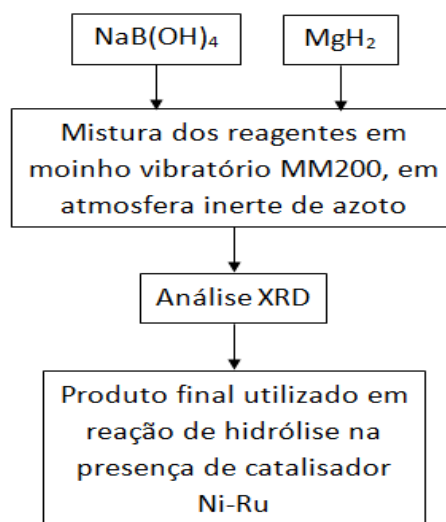 NaB(OH)₄
MgH₂
Mistura dos reagentes em
moinho vibratório MM200, em
atmosfera inerte de azoto
Análise XRD
Produto final utilizado em
reação de hidrólise na
presença de catalisador
Ni-Ru